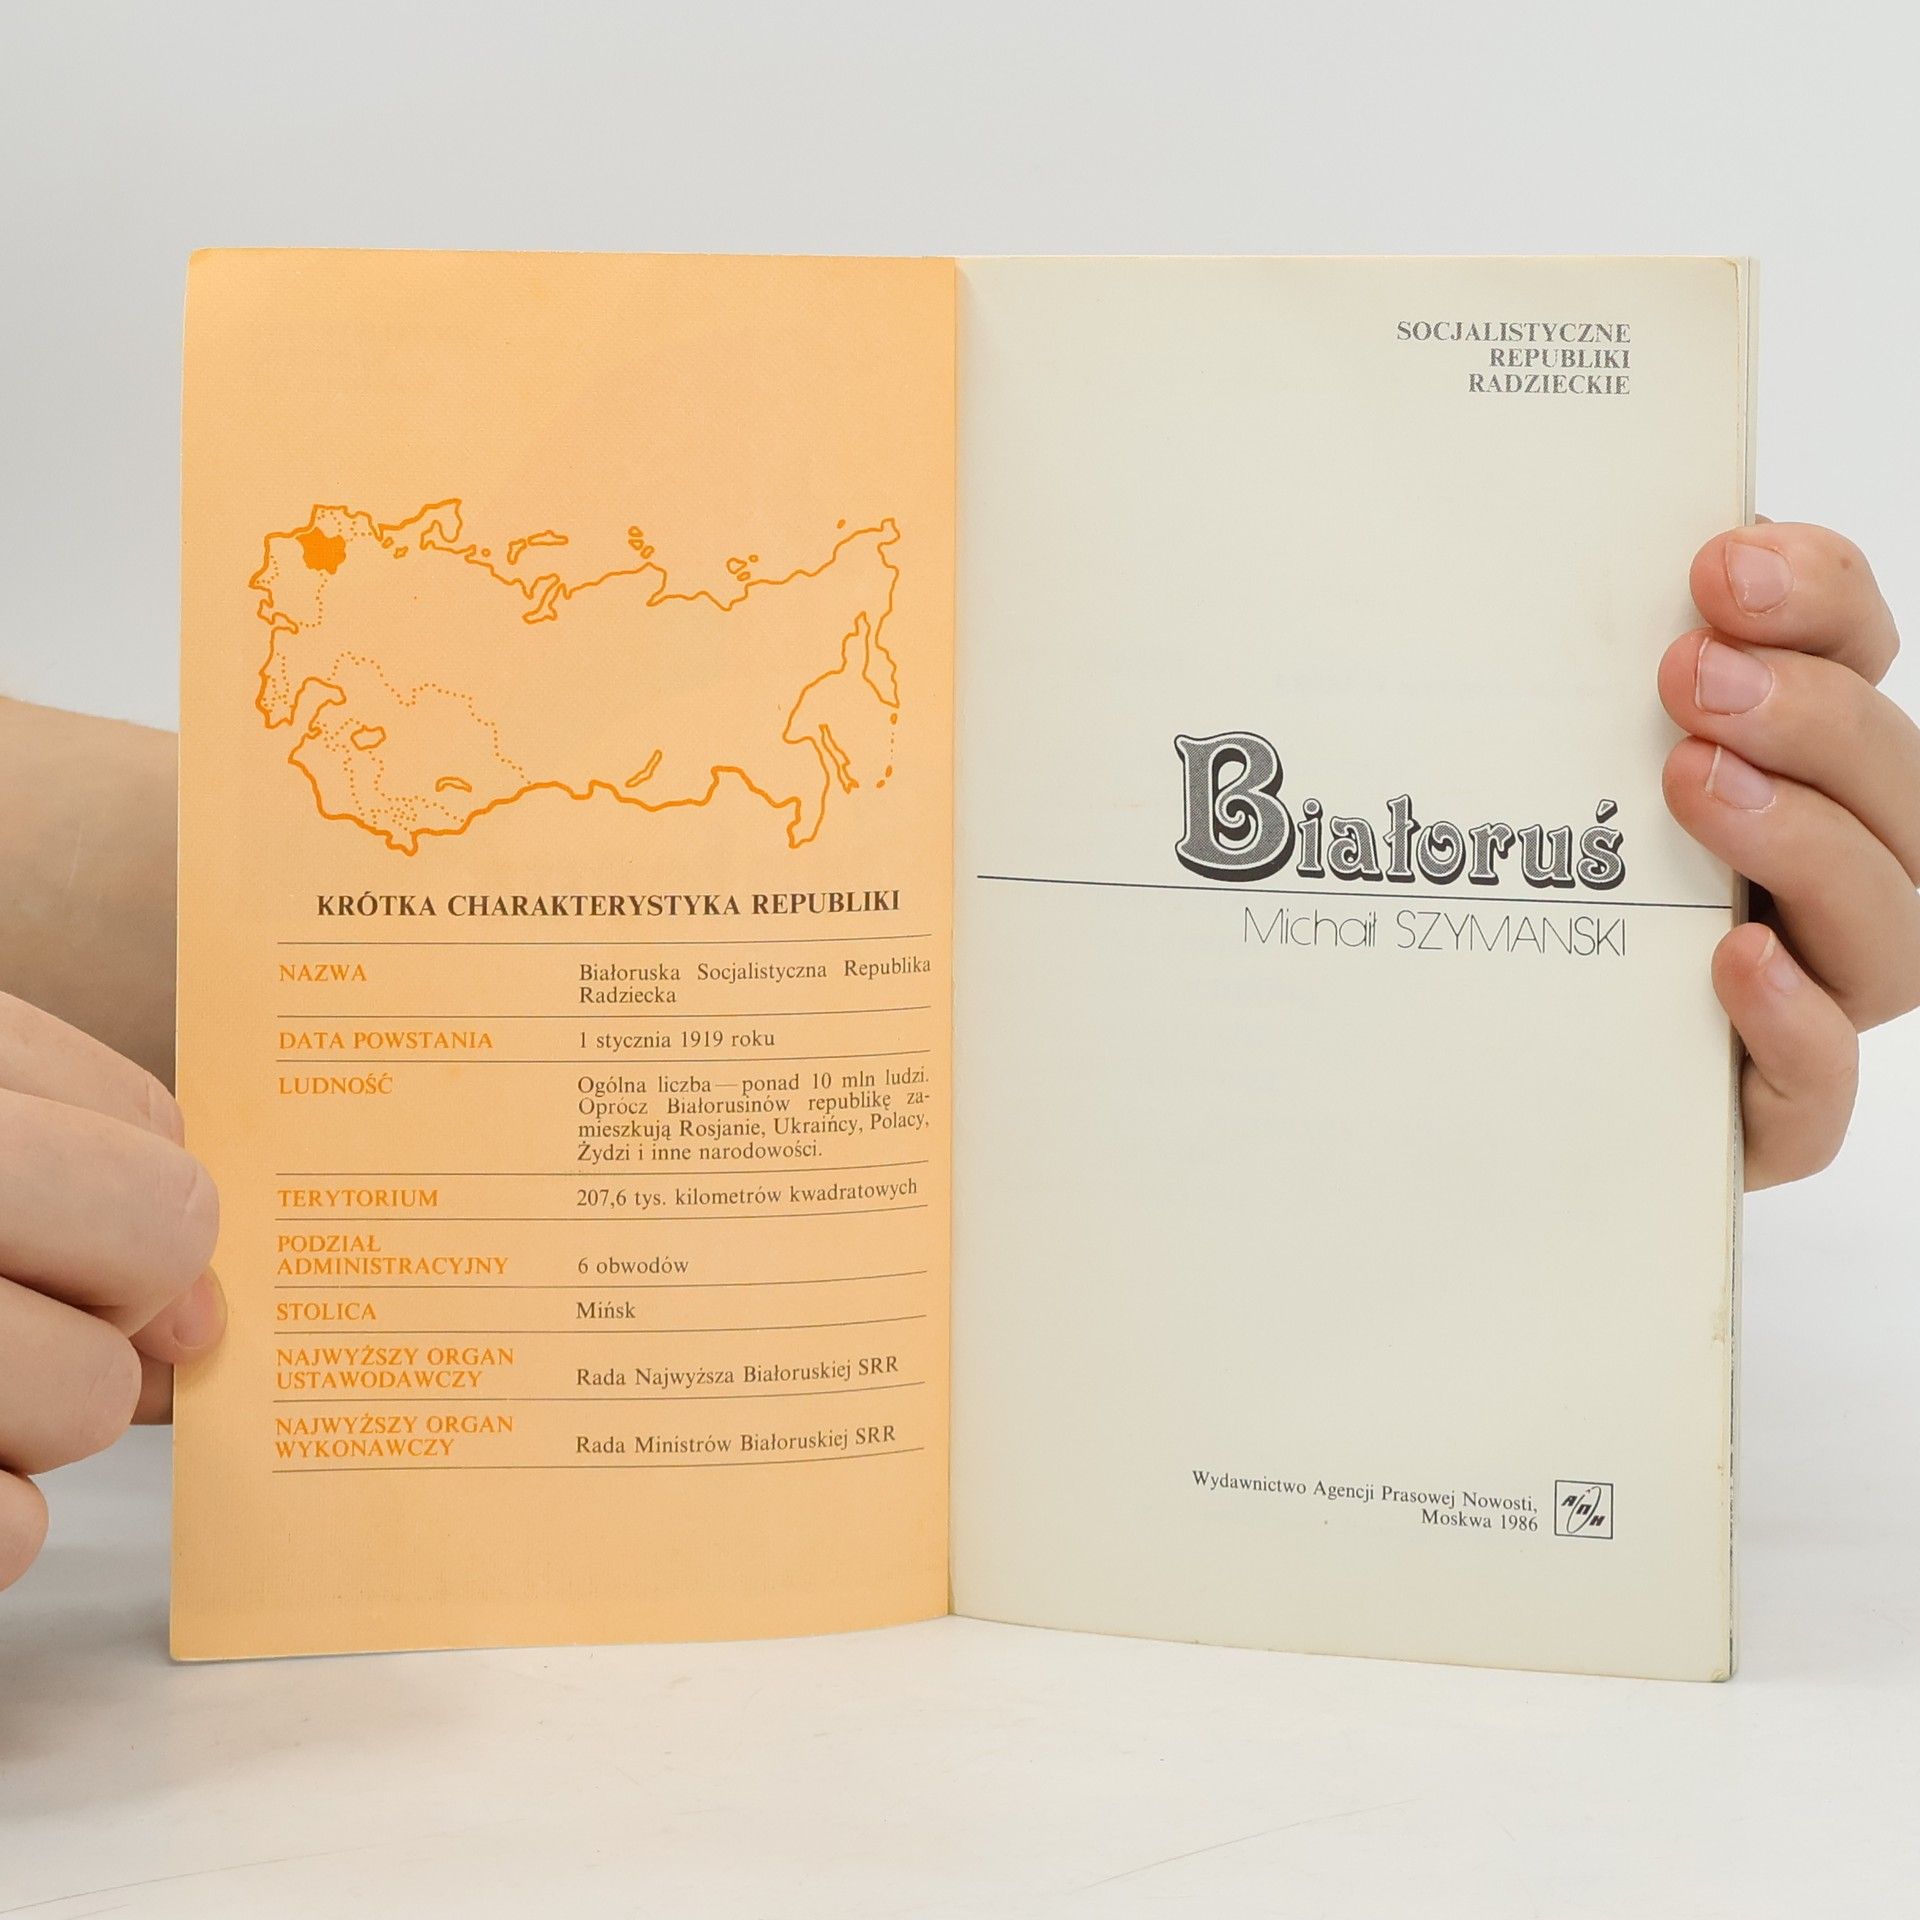 KRÓTKA CHARAKTERYSTYKA REPUBLIKI
NAZWA
Białoruska Socjalistyczna Republika
Radziecka
DATA POWSTANIA
1 stycznia 1919 roku
LUDNOŚĆ
Ogólna liczba — ponad 10 mln ludzi.
Oprócz Białorusinów republikę za-
mieszkują Rosjanie, Ukraińcy, Polacy,
Żydzi i inne narodowości.
TERYTORIUM
207,6 tys. kilometrów kwadratowych
PODZIAŁ
ADMINISTRACYJNY
6 obwodów
STOLICA
Mińsk
NAJWYŻSZY ORGAN
USTAWODAWCZY
Rada Najwyższa Białoruskiej SRR
NAJWYŻSZY ORGAN
WYKONAWCZY
Rada Ministrów Białoruskiej SRR
SOCJALISTYCZNE
REPUBLIKI
RADZIECKIE
Białoruś
Michaił SZYMANSKI
Wydawnictwo Agencji Prasowej Nowosti,
Moskwa 1986
АПН